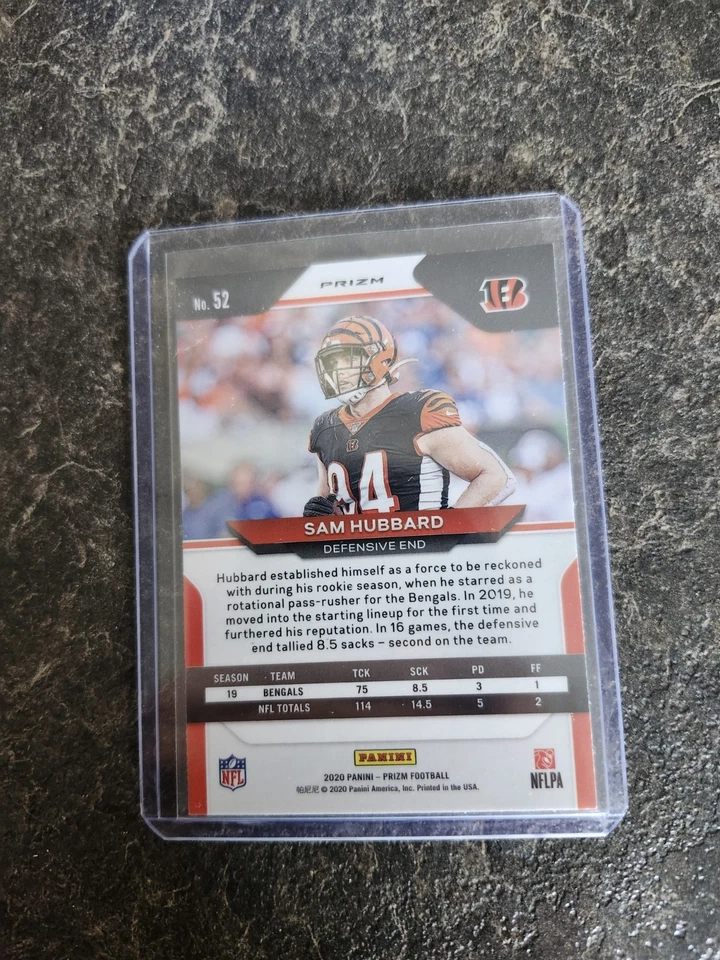 No. 52
PRIZM
B
94
SAM HUBBARD
DEFENSIVE END
Hubbard established himself as a force to be reckoned
with during his rookie season, when he starred as a
rotational pass-rusher for the Bengals. In 2019, he
moved into the starting lineup for the first time and
furthered his reputation. In 16 games, the defensive
end tallied 8.5 sacks – second on the team.
SEASON TEAM TCK SCK PD FF
19 BENGALS 75 8.5 3 1
NFL TOTALS 114 14.5 5 2
NFL
PANINI
NFLPA
2020 PANINI – PRIZM FOOTBALL
帕尼尼 © 2020 Panini America, Inc. Printed in the USA.